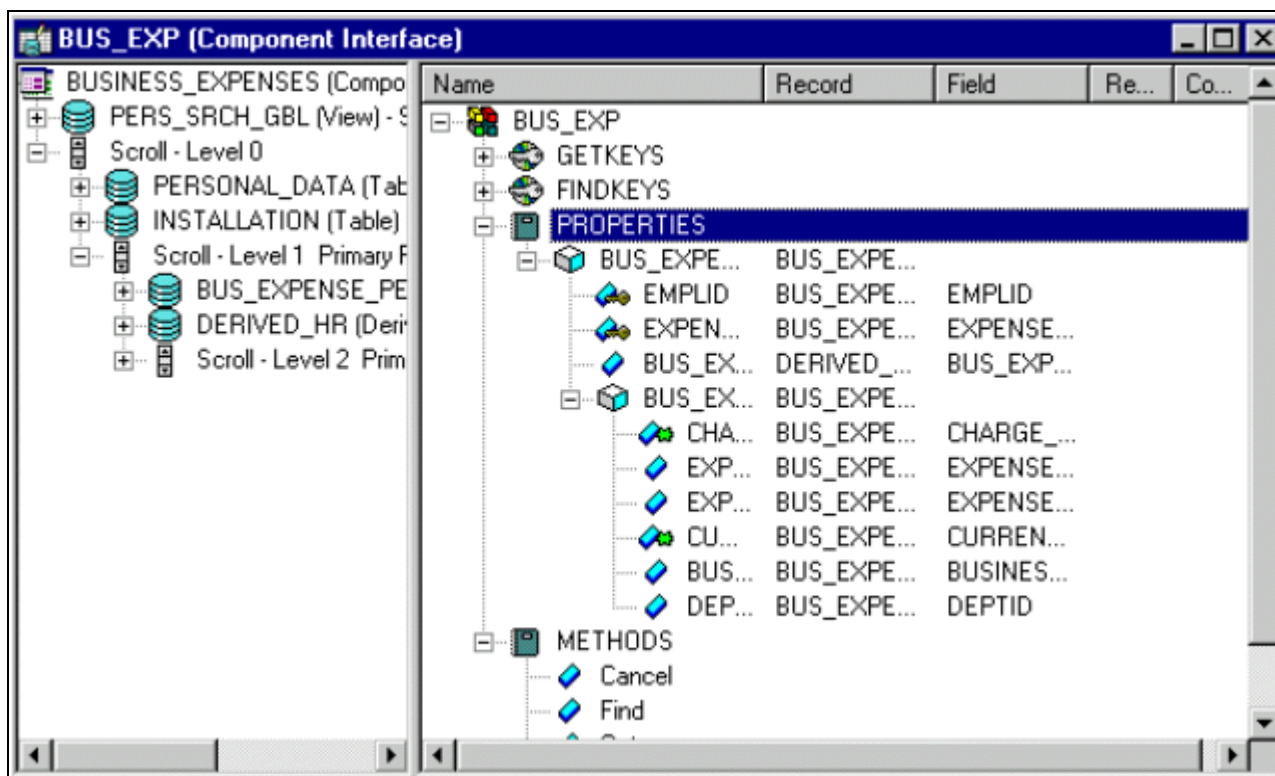 BUS_EXP (Component Interface)
BUSINESS_EXPENSES (Compo
PERS_SRCH_GBL (View) - S
Scroll - Level 0
PERSONAL_DATA (Tab
INSTALLATION (Table)
Scroll - Level 1 Primary R
BUS_EXPENSE_PE
DERIVED_HR (Deri
Scroll - Level 2 Prim
Name Record Field Re... Co...
BUS_EXP
GETKEYS
FINDKEYS
PROPERTIES
BUS_EXPE... BUS_EXPE...
EMPLID BUS_EXPE... EMPLID
EXPEN... BUS_EXPE... EXPENSE...
BUS_EX... DERIVED_... BUS_EXP...
BUS_EX... BUS_EXPE...
CHA... BUS_EXPE... CHARGE_...
EXP... BUS_EXPE... EXPENSE...
EXP... BUS_EXPE... EXPENSE...
CU... BUS_EXPE... CURREN...
BUS... BUS_EXPE... BUSINES...
DEP... BUS_EXPE... DEPTID
METHODS
Cancel
Find